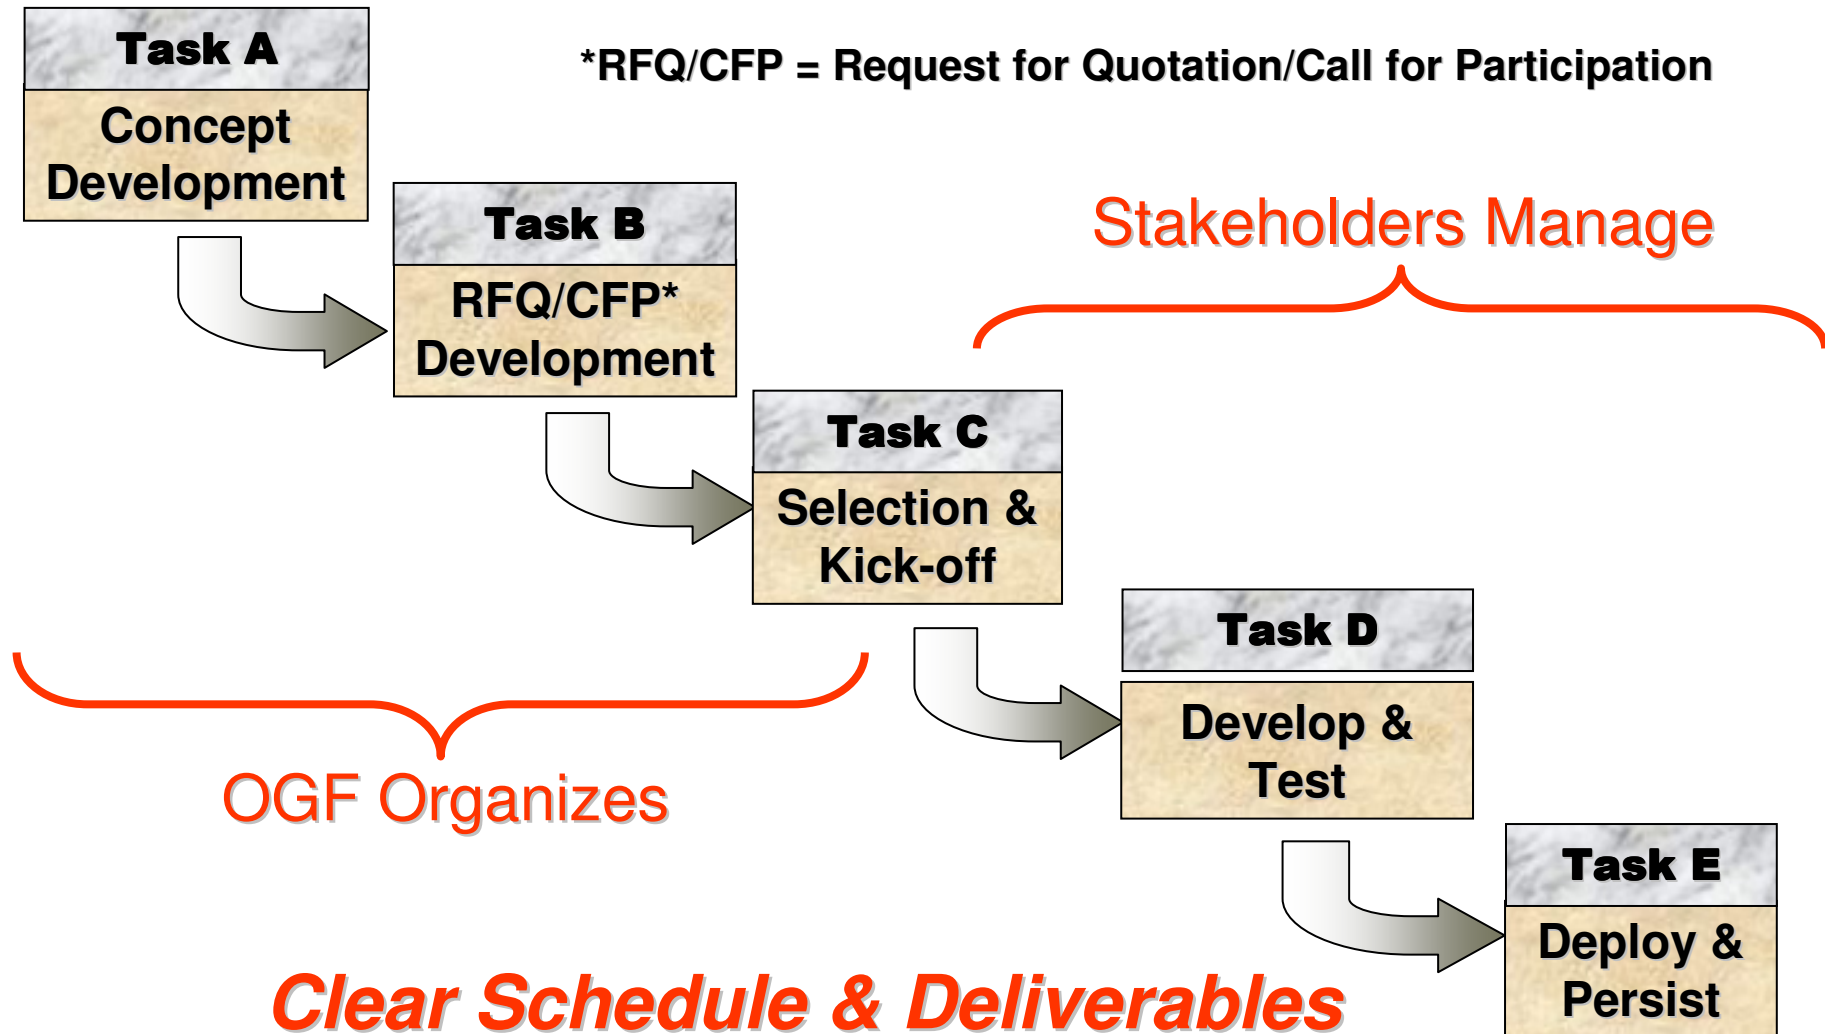 Task A
Concept
Development
*RFQ/CFP = Request for Quotation/Call for Participation
Task B
RFQ/CFP*
Development
Stakeholders Manage
Task C
Selection &
Kick-off
Task D
Develop &
Test
OGF Organizes
Task E
Deploy &
Persist
Clear Schedule & Deliverables